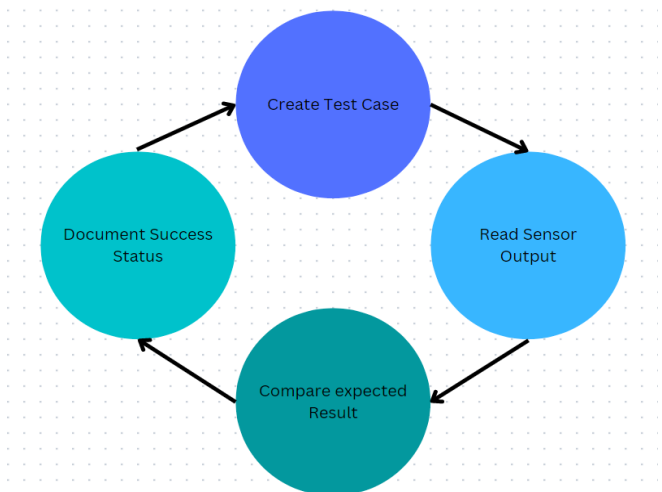 Create Test Case
Read Sensor
Output
Compare expected
Result
Document Success
Status